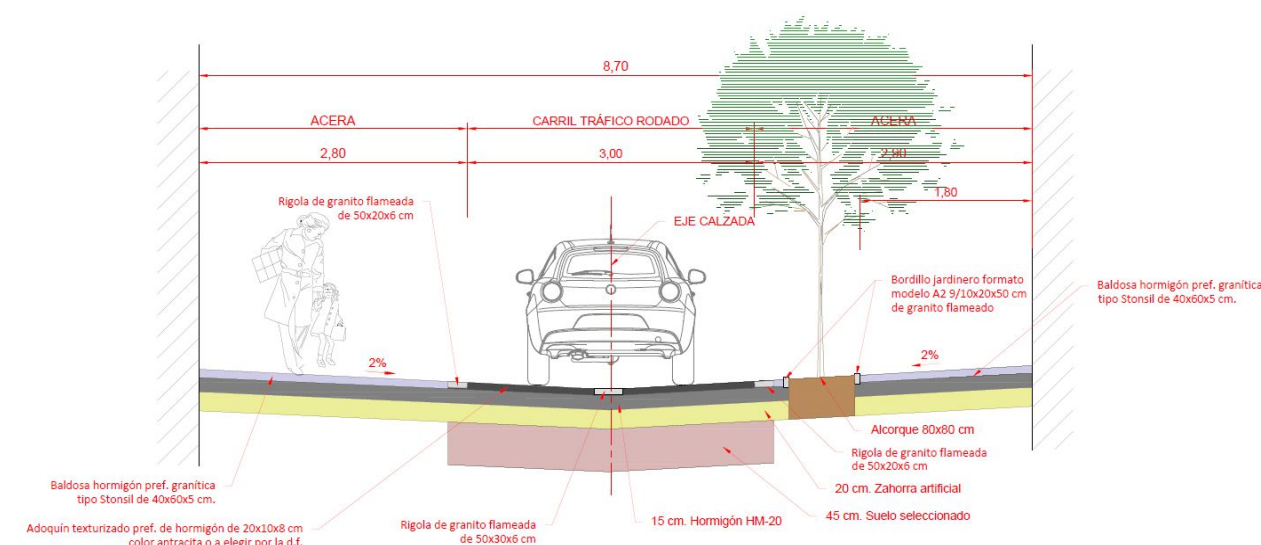 8,70
ACERA
CARRIL TRÁFICO RODADO
ACERA
2,80
3,00
2,90
1,80
Rigola de granito flameada
de 50x20x6 cm
EJE CALZADA
Bordillo jardinero formato
modelo A2 9/10x20x50 cm
de granito flameado
Baldosa hormigón pref. granítica
tipo Stonsil de 40x60x5 cm.
2%
2%
Alcorque 80x80 cm
Rigola de granito flameada
de 50x20x6 cm
Baldosa hormigón pref. granítica
tipo Stonsil de 40x60x5 cm.
20 cm. Zahorra artificial
45 cm. Suelo seleccionado
15 cm. Hormigón HM-20
Adoquín texturizado pref. de hormigón de 20x10x8 cm
color antracita o a elegir por la d.f.
Rigola de granito flameada
de 50x30x6 cm